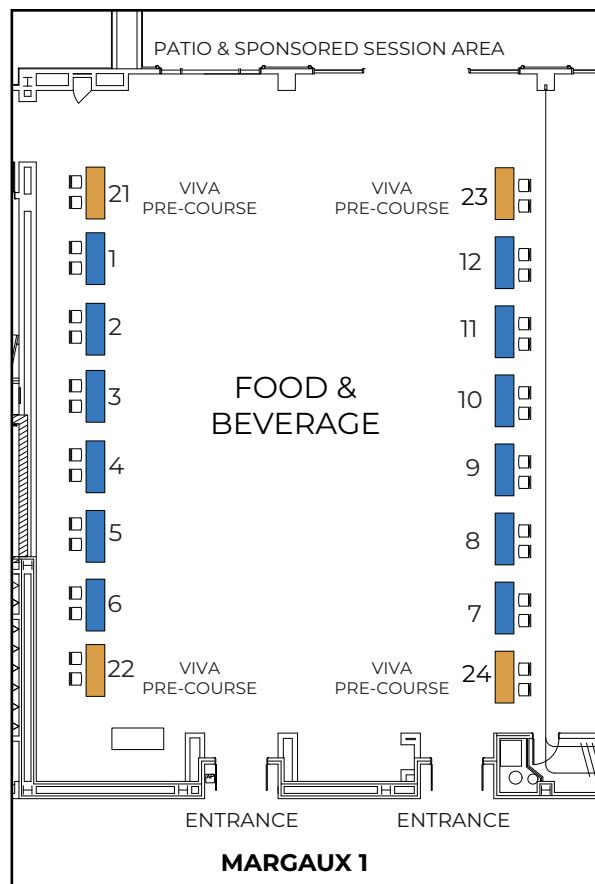 PATIO & SPONSORED SESSION AREA
21
VIVA
PRE-COURSE
VIVA
PRE-COURSE
23
1
12
2
11
3
FOOD &
BEVERAGE
10
4
9
5
8
6
7
22
VIVA
PRE-COURSE
VIVA
PRE-COURSE
24
ENTRANCE
ENTRANCE
MARGAUX 1